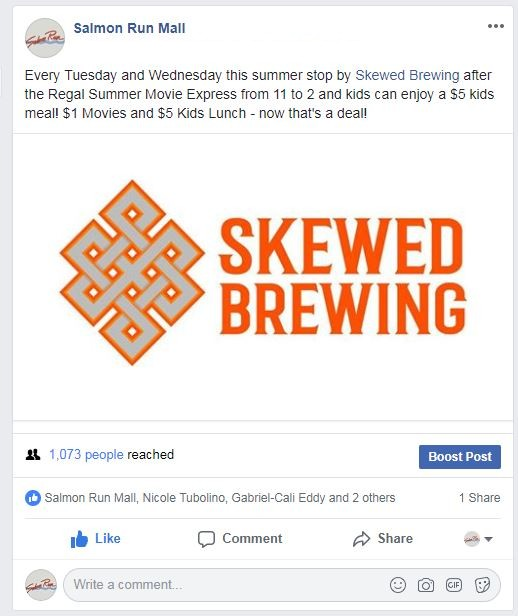 Salmon Run Mall
Every Tuesday and Wednesday this summer stop by Skewed Brewing after
the Regal Summer Movie Express from 11 to 2 and kids can enjoy a $5 kids
meal! $1 Movies and $5 Kids Lunch - now that's a deal!
SKEWED
BREWING
1,073 people reached
Boost Post
Salmon Run Mall, Nicole Tubolino, Gabriel-Cali Eddy and 2 others
1 Share
Like
Comment
Share
Write a comment...
GIF